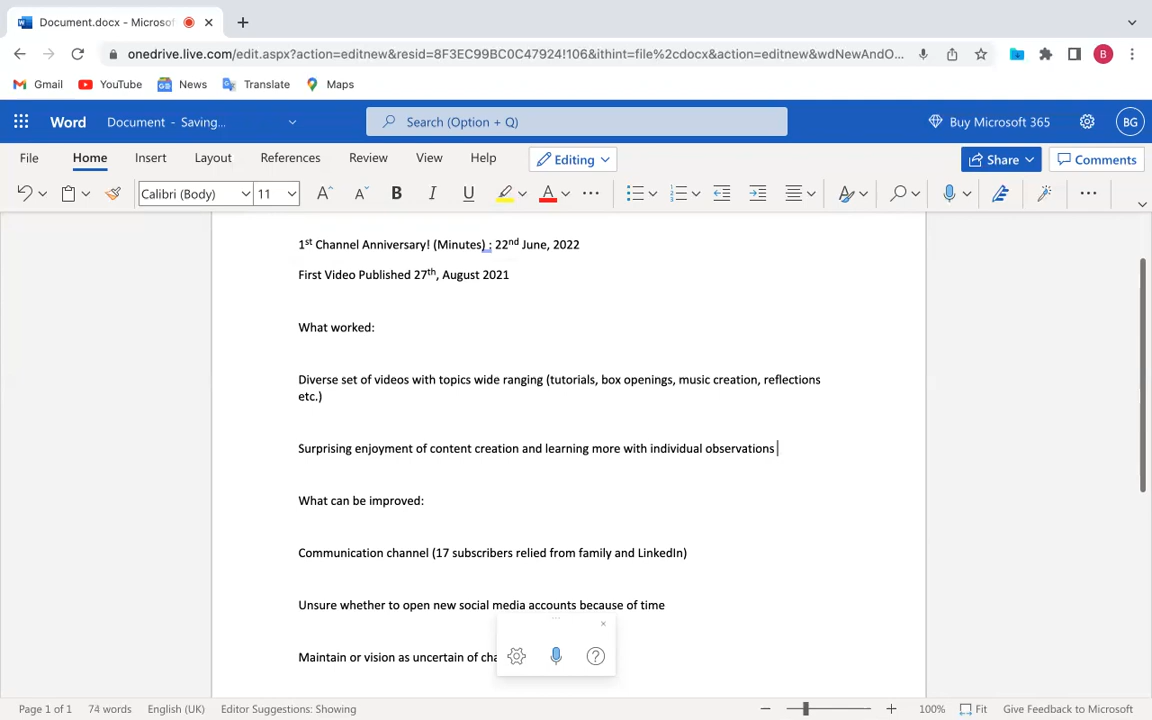 Document.docx - Microsof
onedrive.live.com/edit.aspx?action=editnew&resid=8F3EC99BC0C47924!106&ithint=file%2cdocx&action=editnew&wdNewAndO...
B
Gmail YouTube News Translate Maps
Word Document - Saving... Search (Option + Q) Buy Microsoft 365 BG
File Home Insert Layout References Review View Help Editing Share Comments
Calibri (Body) 11 A A B I U A
1st Channel Anniversary! (Minutes) : 22nd June, 2022
First Video Published 27th, August 2021
What worked:
Diverse set of videos with topics wide ranging (tutorials, box openings, music creation, reflections
etc.)
Surprising enjoyment of content creation and learning more with individual observations
What can be improved:
Communication channel (17 subscribers relied from family and LinkedIn)
Unsure whether to open new social media accounts because of time
Maintain or vision as uncertain of cha
Page 1 of 1 74 words English (UK) Editor Suggestions: Showing 100% Fit Give Feedback to Microsoft